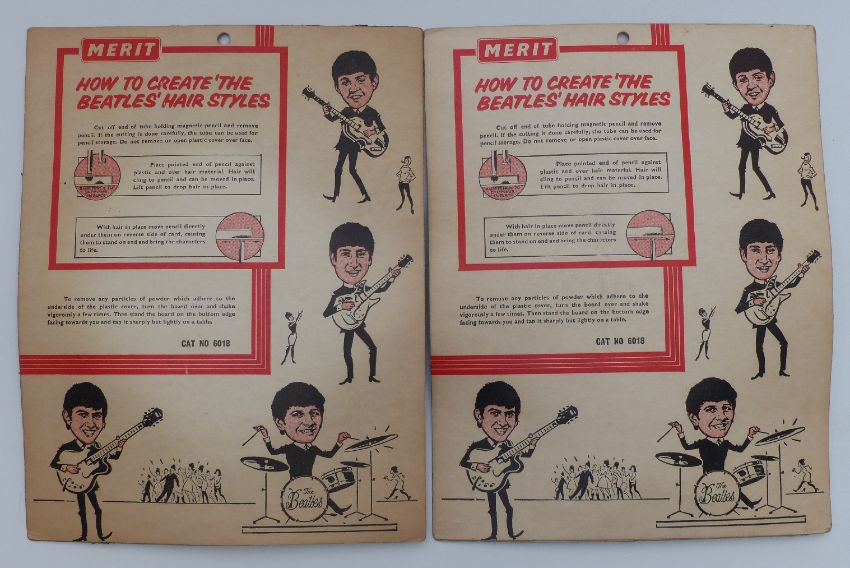 MERIT
HOW TO CREATE 'THE
BEATLES' HAIR STYLES
Cut off end of tube holding magnetic pencil and remove
pencil. If the cutting is done carefully, the tube can be used for
pencil storage. Do not remove or open plastic cover over face.
Place pointed end of pencil against
plastic and over hair material. Hair will
cling to pencil and can be moved in place.
Lift pencil to drop hair in place.
With hair in place move pencil directly
under them on reverse side of card, causing
them to stand on end and bring the characters
to life.
To remove any particles of powder which adhere to the
underside of the plastic cover, turn the board over and shake
vigorously a few times. Then stand the board on the bottom edge
facing towards you and tap it sharply but lightly on a table.
CAT NO 6018
The
Beatles
MERIT
HOW TO CREATE 'THE
BEATLES' HAIR STYLES
Cut off end of tube holding magnetic pencil and remove
pencil. If the cutting is done carefully, the tube can be used for
pencil storage. Do not remove or open plastic cover over face.
Place pointed end of pencil against
plastic and over hair material. Hair will
cling to pencil and can be moved in place.
Lift pencil to drop hair in place.
With hair in place move pencil directly
under them on reverse side of card, causing
them to stand on end and bring the characters
to life.
To remove any particles of powder which adhere to the
underside of the plastic cover, turn the board over and shake
vigorously a few times. Then stand the board on the bottom edge
facing towards you and tap it sharply but lightly on a table.
CAT NO 6018
The
Beatles